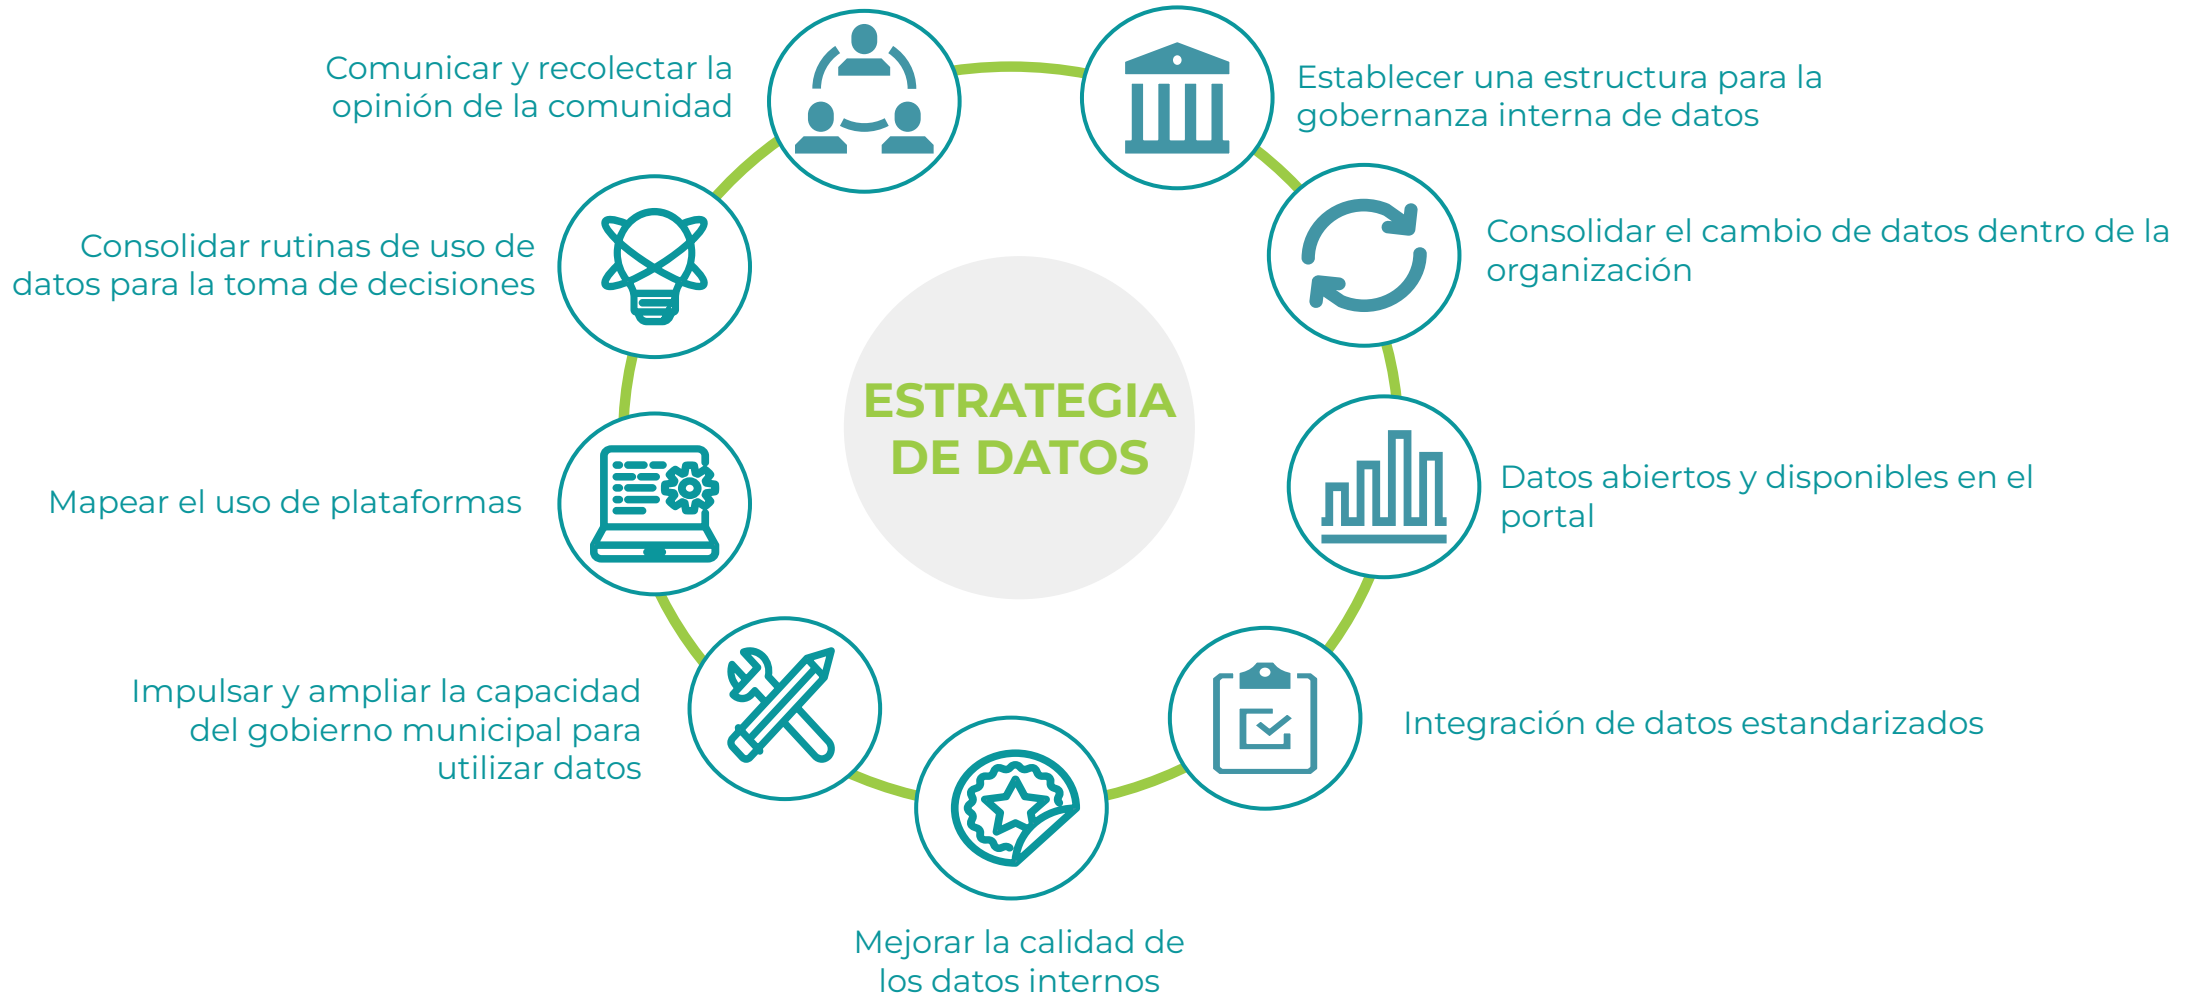 Comunicar y recolectar la
opinión de la comunidad
Establecer una estructura para la
gobernanza interna de datos
Consolidar rutinas de uso de
datos para la toma de decisiones
Consolidar el cambio de datos dentro de la
organización
ESTRATEGIA
DE DATOS
Mapear el uso de plataformas
Datos abiertos y disponibles en el
portal
Impulsar y ampliar la capacidad
del gobierno municipal para
utilizar datos
Integración de datos estandarizados
Mejorar la calidad de
los datos internos